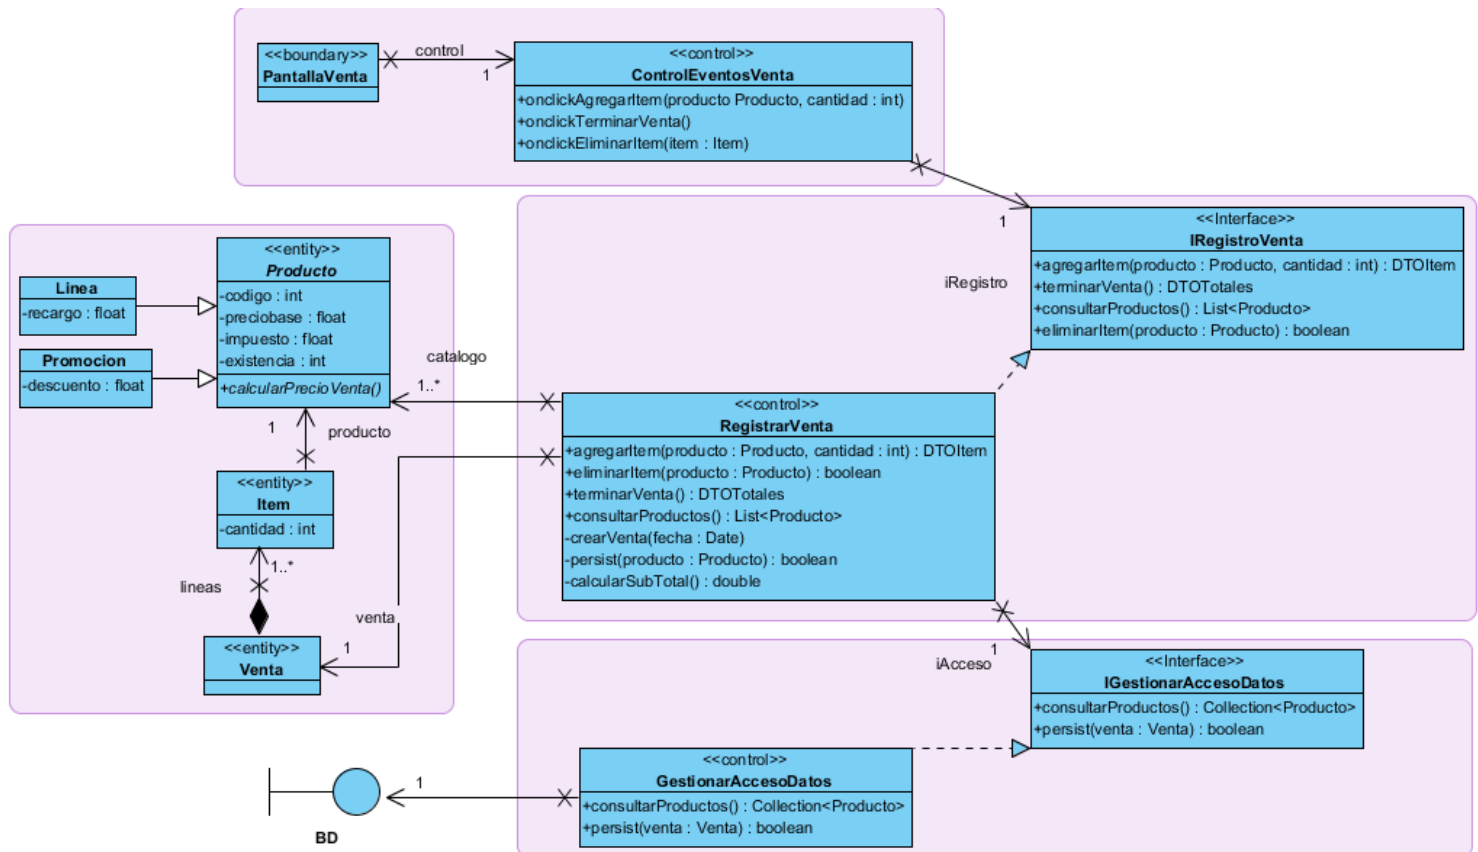 <<boundary>>
PantallaVenta
control
1
<<control>>
ControlEventosVenta
+onclickAgregarItem(producto Producto, cantidad : int)
+onclickTerminarVenta()
+onclickEliminarItem(item : Item)
1
iRegistro
<<Interface>>
IRegistroVenta
+agregarItem(producto : Producto, cantidad : int) : DTOItem
+terminarVenta() : DTOTotales
+consultarProductos() : List<Producto>
+eliminarItem(producto : Producto) : boolean
<<entity>>
Producto
-codigo : int
-preciobase : float
-impuesto : float
-existencia : int
+calcularPrecioVenta()
Linea
-recargo : float
Promocion
-descuento : float
catalogo
1..*
1
producto
<<entity>>
Item
-cantidad : int
1..*
lineas
<<entity>>
Venta
venta
1
<<control>>
RegistrarVenta
+agregarItem(producto : Producto, cantidad : int) : DTOItem
+eliminarItem(producto : Producto) : boolean
+terminarVenta() : DTOTotales
+consultarProductos() : List<Producto>
-crearVenta(fecha : Date)
-persist(producto : Producto) : boolean
-calcularSubTotal() : double
1
iAcceso
<<Interface>>
IGestionarAccesoDatos
+consultarProductos() : Collection<Producto>
+persist(venta : Venta) : boolean
<<control>>
GestionarAccesoDatos
+consultarProductos() : Collection<Producto>
+persist(venta : Venta) : boolean
1
BD